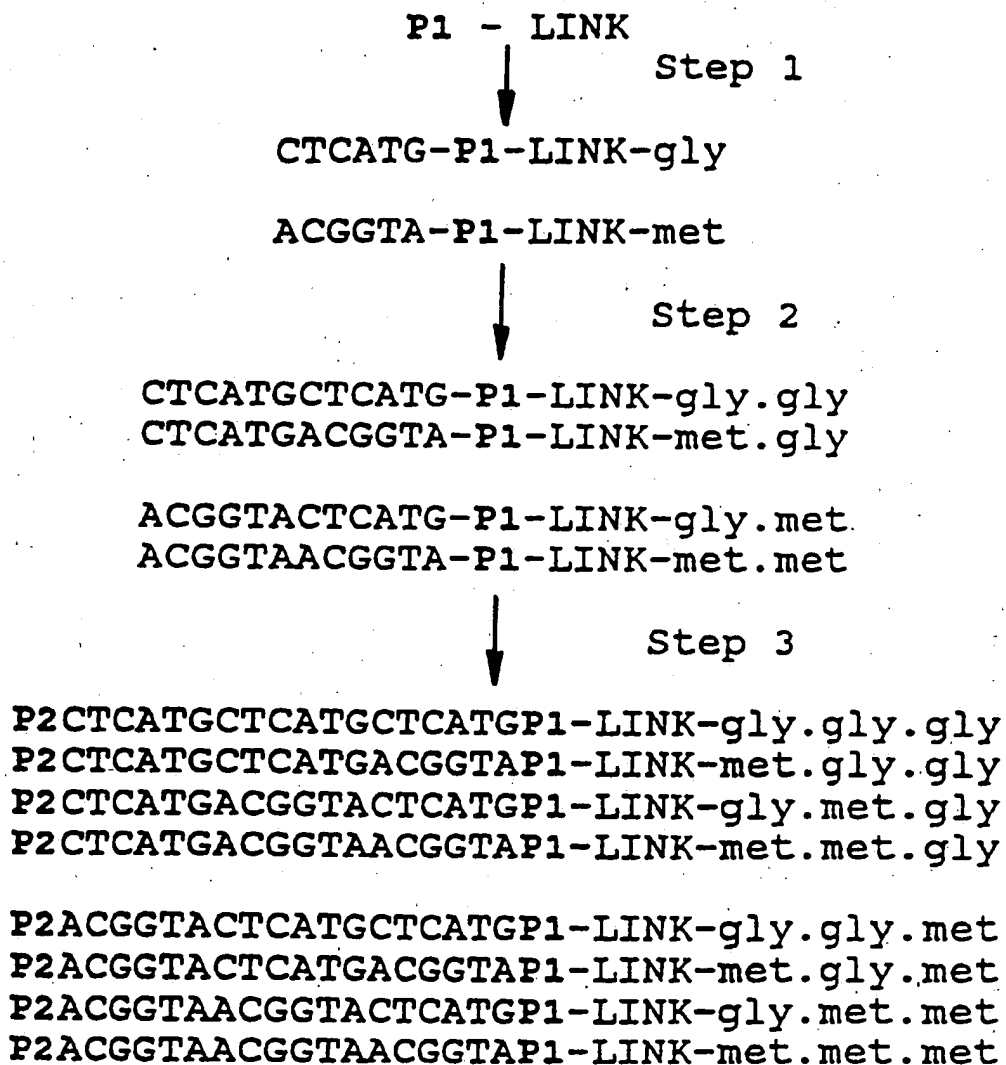 P1 - LINK
Step 1
CTCATG-P1-LINK-gly
ACGGTA-P1-LINK-met
Step 2
CTCATGCTCATG-P1-LINK-gly.gly
CTCATGACGGTA-P1-LINK-met.gly
ACGGTACTCATG-P1-LINK-gly.met
ACGGTAACGGTA-P1-LINK-met.met
Step 3
P2CTCATGCTCATGCTCATGP1-LINK-gly.gly.gly
P2CTCATGCTCATGACGGTAP1-LINK-met.gly.gly
P2CTCATGACGGTACTCATGP1-LINK-gly.met.gly
P2CTCATGACGGTAACGGTAP1-LINK-met.met.gly
P2ACGGTACTCATGCTCATGP1-LINK-gly.gly.met
P2ACGGTACTCATGACGGTAP1-LINK-met.gly.met
P2ACGGTAACGGTACTCATGP1-LINK-gly.met.met
P2ACGGTAACGGTAACGGTAP1-LINK-met.met.met